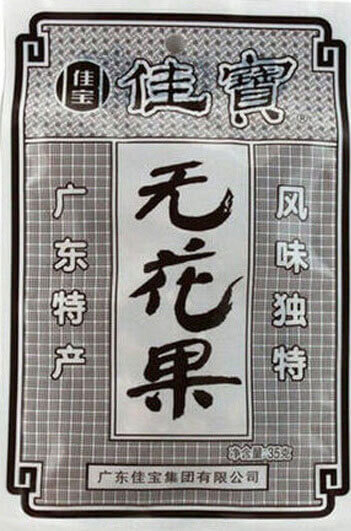 佳宝
佳寶®
广东特产
无花果
风味独特
净含量:35克
广东佳宝集团有限公司